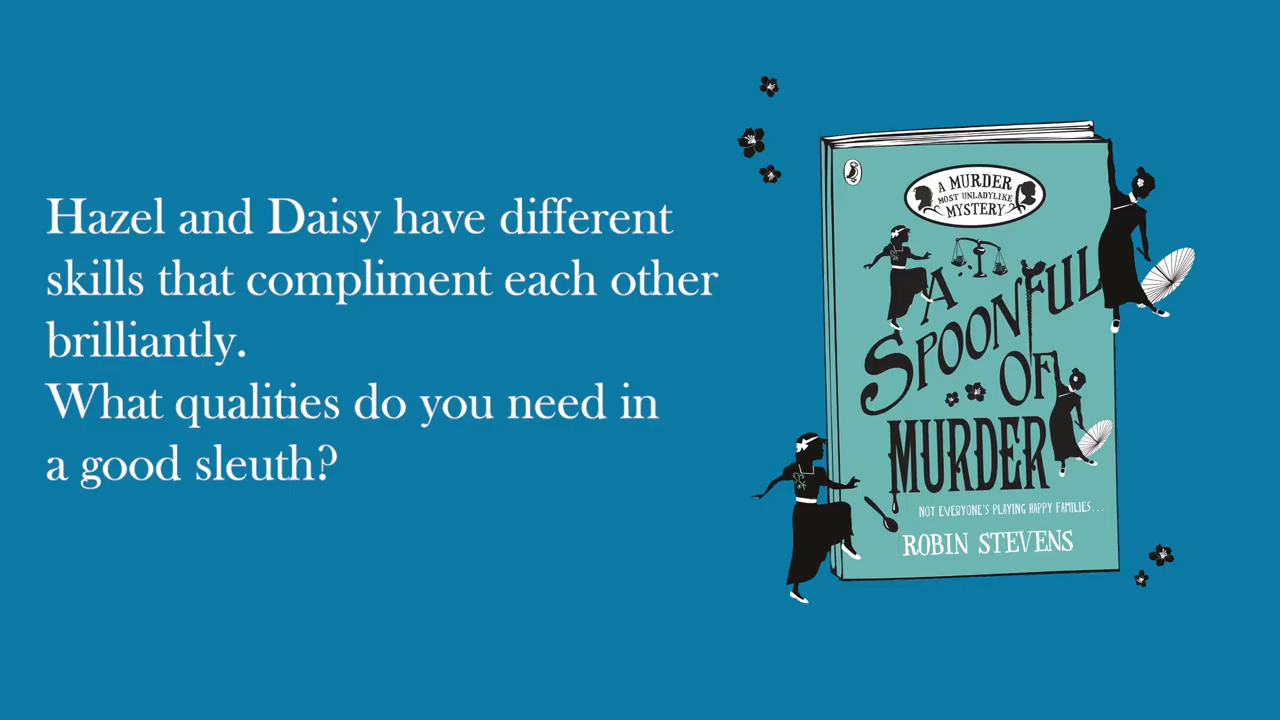 Hazel and Daisy have different
skills that compliment each other
brilliantly.
What qualities do you need in
a good sleuth?
A MURDER
MOST UNLADYLIKE
MYSTERY
A
SPOONFUL
OF
MURDER
NOT EVERYONE'S PLAYING HAPPY FAMILIES...
ROBIN STEVENS